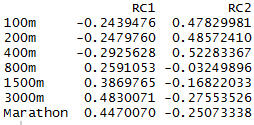 RC1 RC2
100m -0.2439476 0.47829981
200m -0.2479760 0.48572410
400m -0.2925628 0.52283367
800m 0.2591053 -0.03249896
1500m 0.3869765 -0.16822033
3000m 0.4830071 -0.27553526
Marathon 0.4470070 -0.25073338